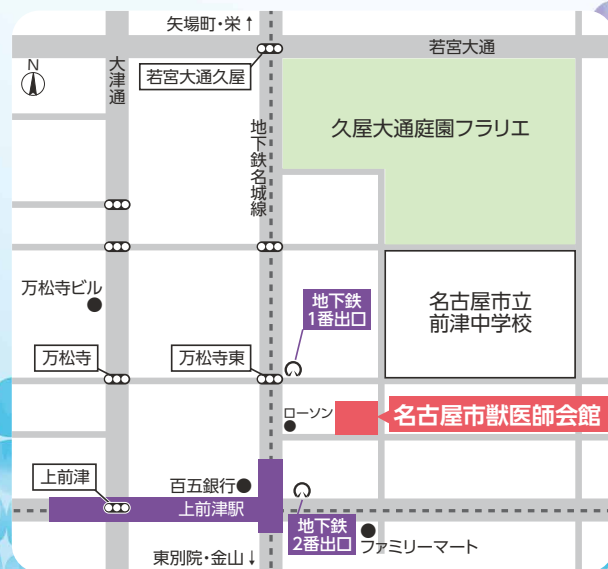 矢場町・栄↑
若宮大通
N
大津通
若宮大通久屋
地下鉄名城線
久屋大通庭園フラリエ
万松寺ビル
地下鉄
1番出口
名古屋市立
前津中学校
万松寺
万松寺東
ローソン
名古屋市獣医師会館
上前津
百五銀行
上前津駅
地下鉄
2番出口
ファミリーマート
東別院・金山↓